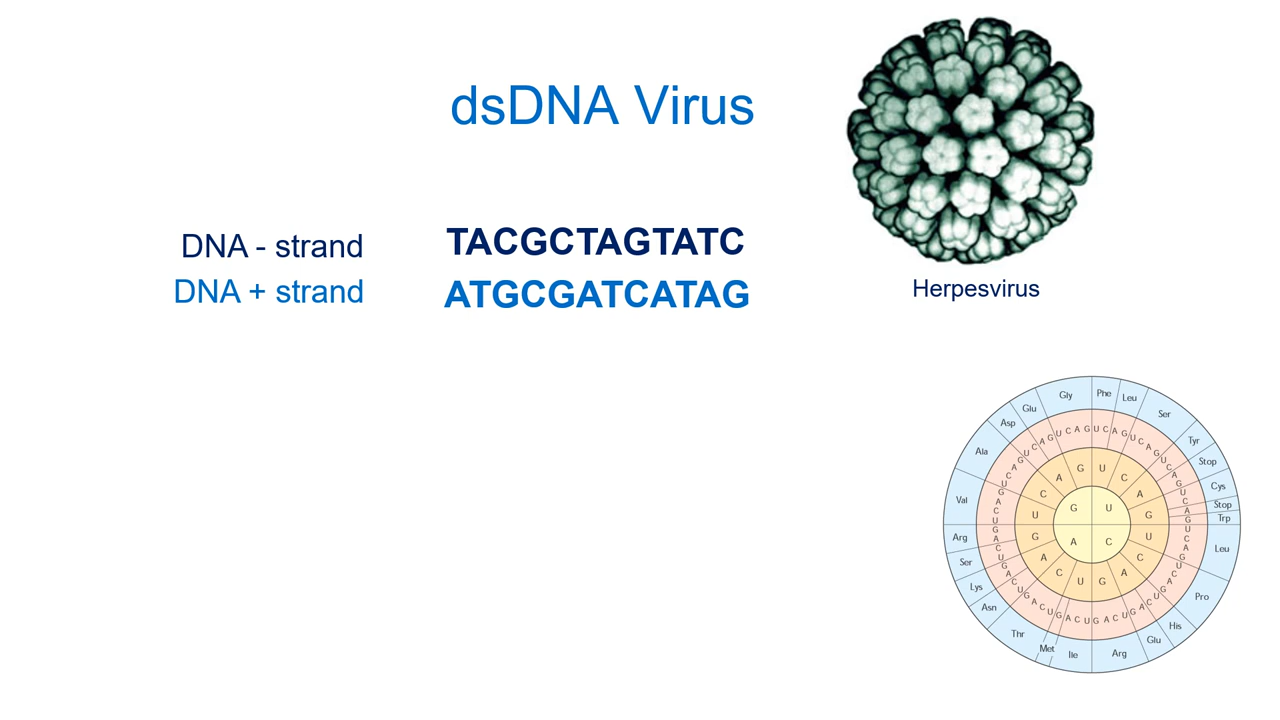 dsDNA Virus
DNA - strand TACGCTAGTATC
DNA + strand ATGCGATCATAG
Herpesvirus
Phe
Leu
Ser
Tyr
Stop
Cys
Stop
Trp
Leu
Pro
His
Glu
Arg
Ile
Met
Thr
Asn
Lys
Ser
Arg
Val
Ala
Asp
Glu
Gly
U C A G U C A G U C A G U C A G U C A G U C A G U C A G U C A G U C A G U C A G U C A G U C A G U C A G U C A G U C A G U C A G
U C A G U C A G U C A G U C A G
G U
A C